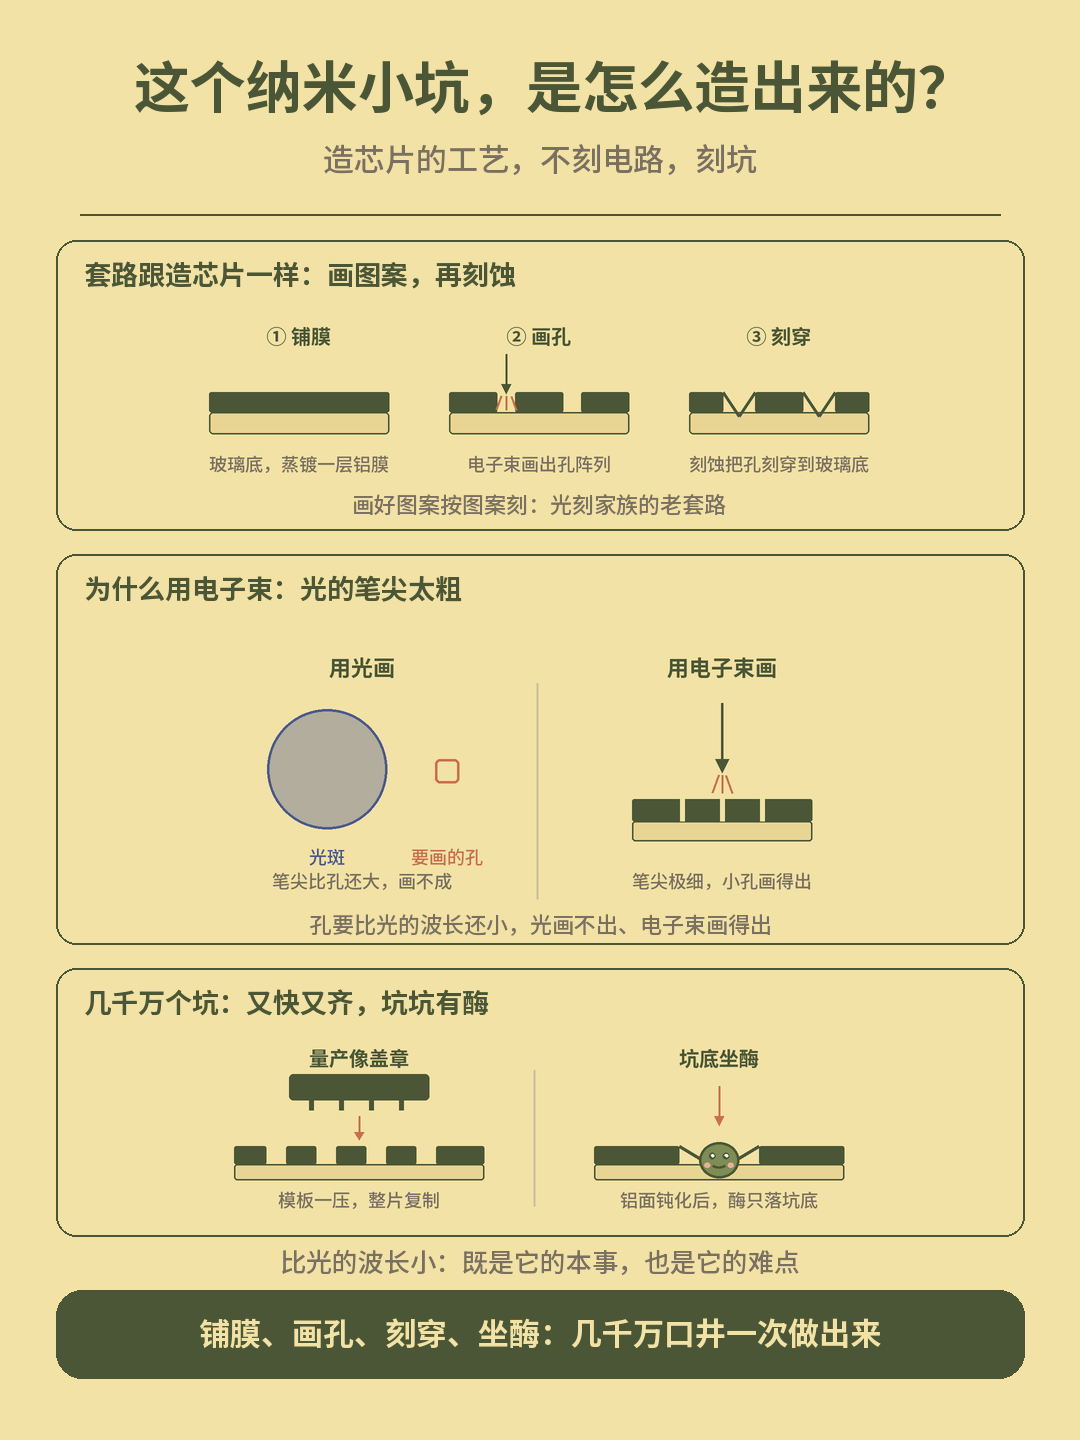 这个纳米小坑，是怎么造出来的？
造芯片的工艺，不刻电路，刻坑
套路跟造芯片一样：画图案，再刻蚀
① 铺膜
② 画孔
③ 刻穿
玻璃底，蒸镀一层铝膜
电子束画出孔阵列
刻蚀把孔刻穿到玻璃底
画好图案按图案刻：光刻家族的老套路
为什么用电子束：光的笔尖太粗
用光画
用电子束画
光斑
要画的孔
笔尖比孔还大，画不成
笔尖极细，小孔画得出
孔要比光的波长还小，光画不出、电子束画得出
几千万个坑：又快又齐，坑坑有酶
量产像盖章
坑底坐酶
模板一压，整片复制
铝面钝化后，酶只落坑底
比光的波长小：既是它的本事，也是它的难点
铺膜、画孔、刻穿、坐酶：几千万口井一次做出来